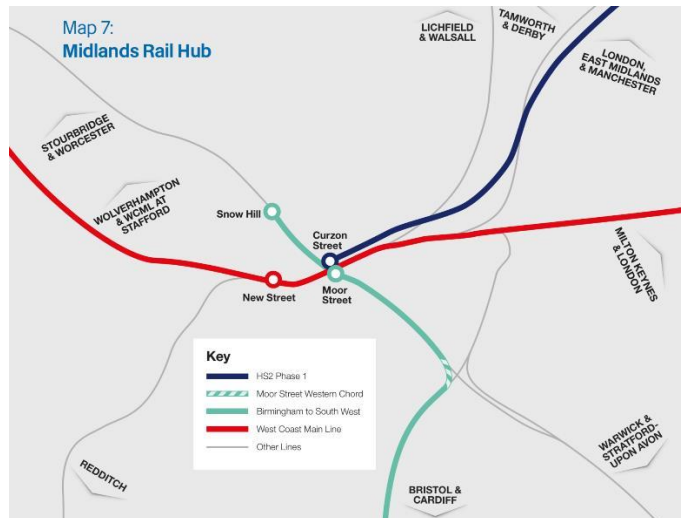 Map 7:
Midlands Rail Hub
LICHFIELD
& WALSALL
TAMWORTH
& DERBY
LONDON,
EAST MIDLANDS
& MANCHESTER
STOURBRIDGE
& WORCESTER
WOLVERHAMPTON
& WCML AT
STAFFORD
Snow Hill
Curzon
Street
New Street
Moor
Street
MILTON KEYNES
& LONDON
Key
HS2 Phase 1
Moor Street Western Chord
Birmingham to South West
West Coast Main Line
Other Lines
REDDITCH
BRISTOL &
CARDIFF
WARWICK &
STRATFORD-
UPON AVON